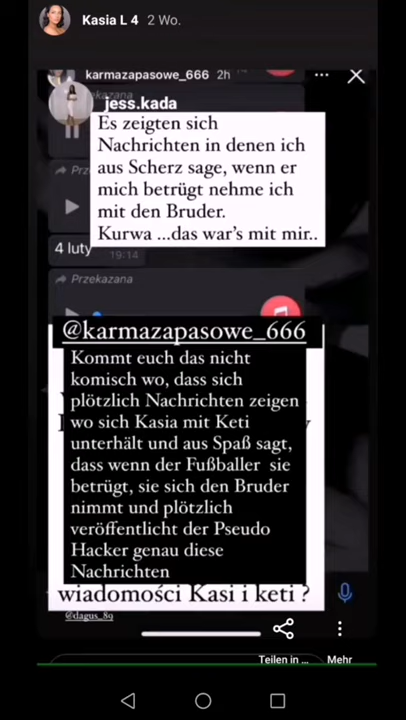 Kasia L 4 2 Wo.
karmazapasowe_666 2h
jess.kada
Es zeigten sich
Nachrichten in denen ich
aus Scherz sage, wenn er
mich betrügt nehme ich
mit den Bruder.
Kurwa ...das war's mit mir..
4 luty
19:14
Przekazana
@karmazapasowe_666
Kommt euch das nicht
komisch wo, dass sich
plötzlich Nachrichten zeigen
wo sich Kasia mit Keti
unterhält und aus Spaß sagt,
dass wenn der Fußballer sie
betrügt, sie sich den Bruder
nimmt und plötzlich
veröffentlicht der Pseudo
Hacker genau diese
Nachrichten
wiadomości Kasi i keti ?
@dagus_89
Teilen in ... Mehr